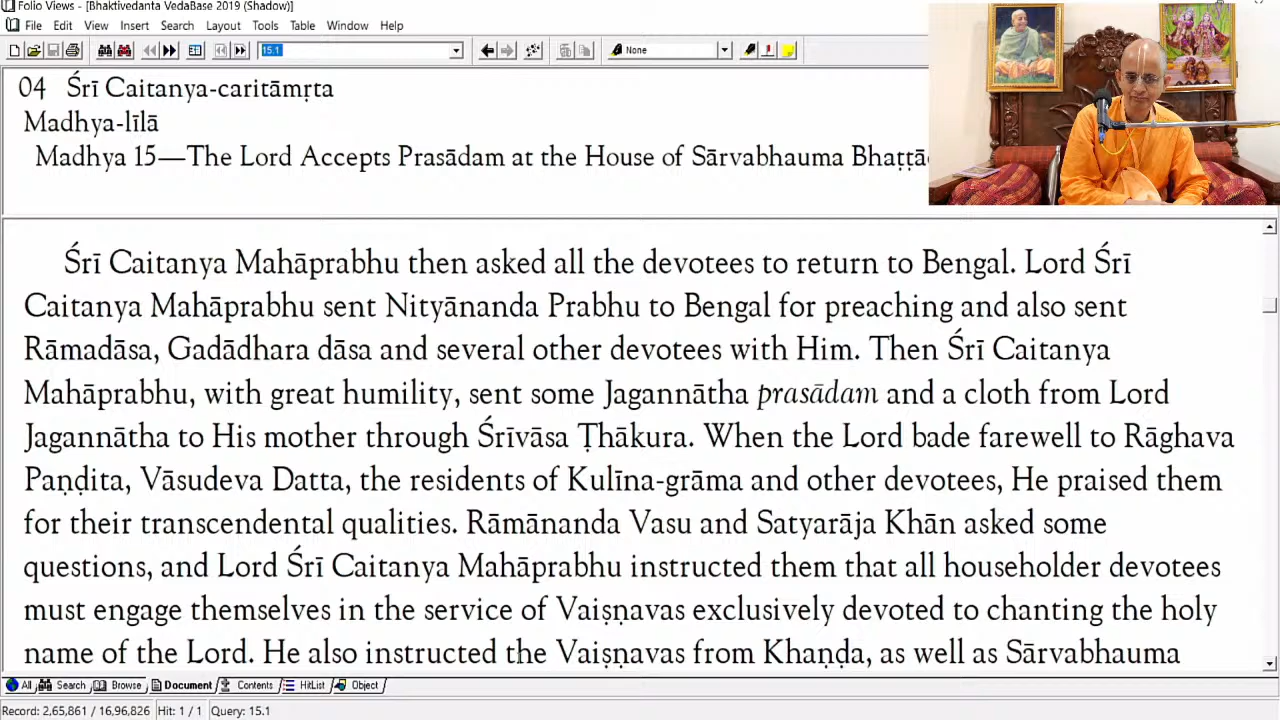 Folio Views - [Bhaktivedanta VedaBase 2019 (Shadow)]
File Edit View Insert Search Layout Tools Table Window Help
15.1 None
04 Śrī Caitanya-caritāmṛta
Madhya-līlā
Madhya 15—The Lord Accepts Prasādam at the House of Sārvabhauma
Śrī Caitanya Mahāprabhu then asked all the devotees to return to Bengal. Lord Śrī
Caitanya Mahāprabhu sent Nityānanda Prabhu to Bengal for preaching and also sent
Rāmadāsa, Gadādhara dāsa and several other devotees with Him. Then Śrī Caitanya
Mahāprabhu, with great humility, sent some Jagannātha prasādam and a cloth from Lord
Jagannātha to His mother through Śrīvāsa Ṭhākura. When the Lord bade farewell to Rāghava
Paṇḍita, Vāsudeva Datta, the residents of Kulīna-grāma and other devotees, He praised them
for their transcendental qualities. Rāmānanda Vasu and Satyarāja Khān asked some
questions, and Lord Śrī Caitanya Mahāprabhu instructed them that all householder devotees
must engage themselves in the service of Vaiṣṇavas exclusively devoted to chanting the holy
name of the Lord. He also instructed the Vaiṣṇavas from Khaṇḍa, as well as Sārvabhauma
All Search Browse Document Contents HitList Object
Record: 2,65,861 / 16,96,826 Hit: 1 / 1 Query: 15.1